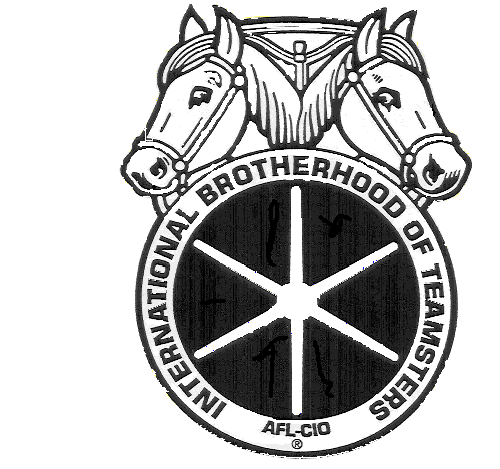 INTERNATIONAL BROTHERHOOD OF TEAMSTERS
AFL-CIO
®